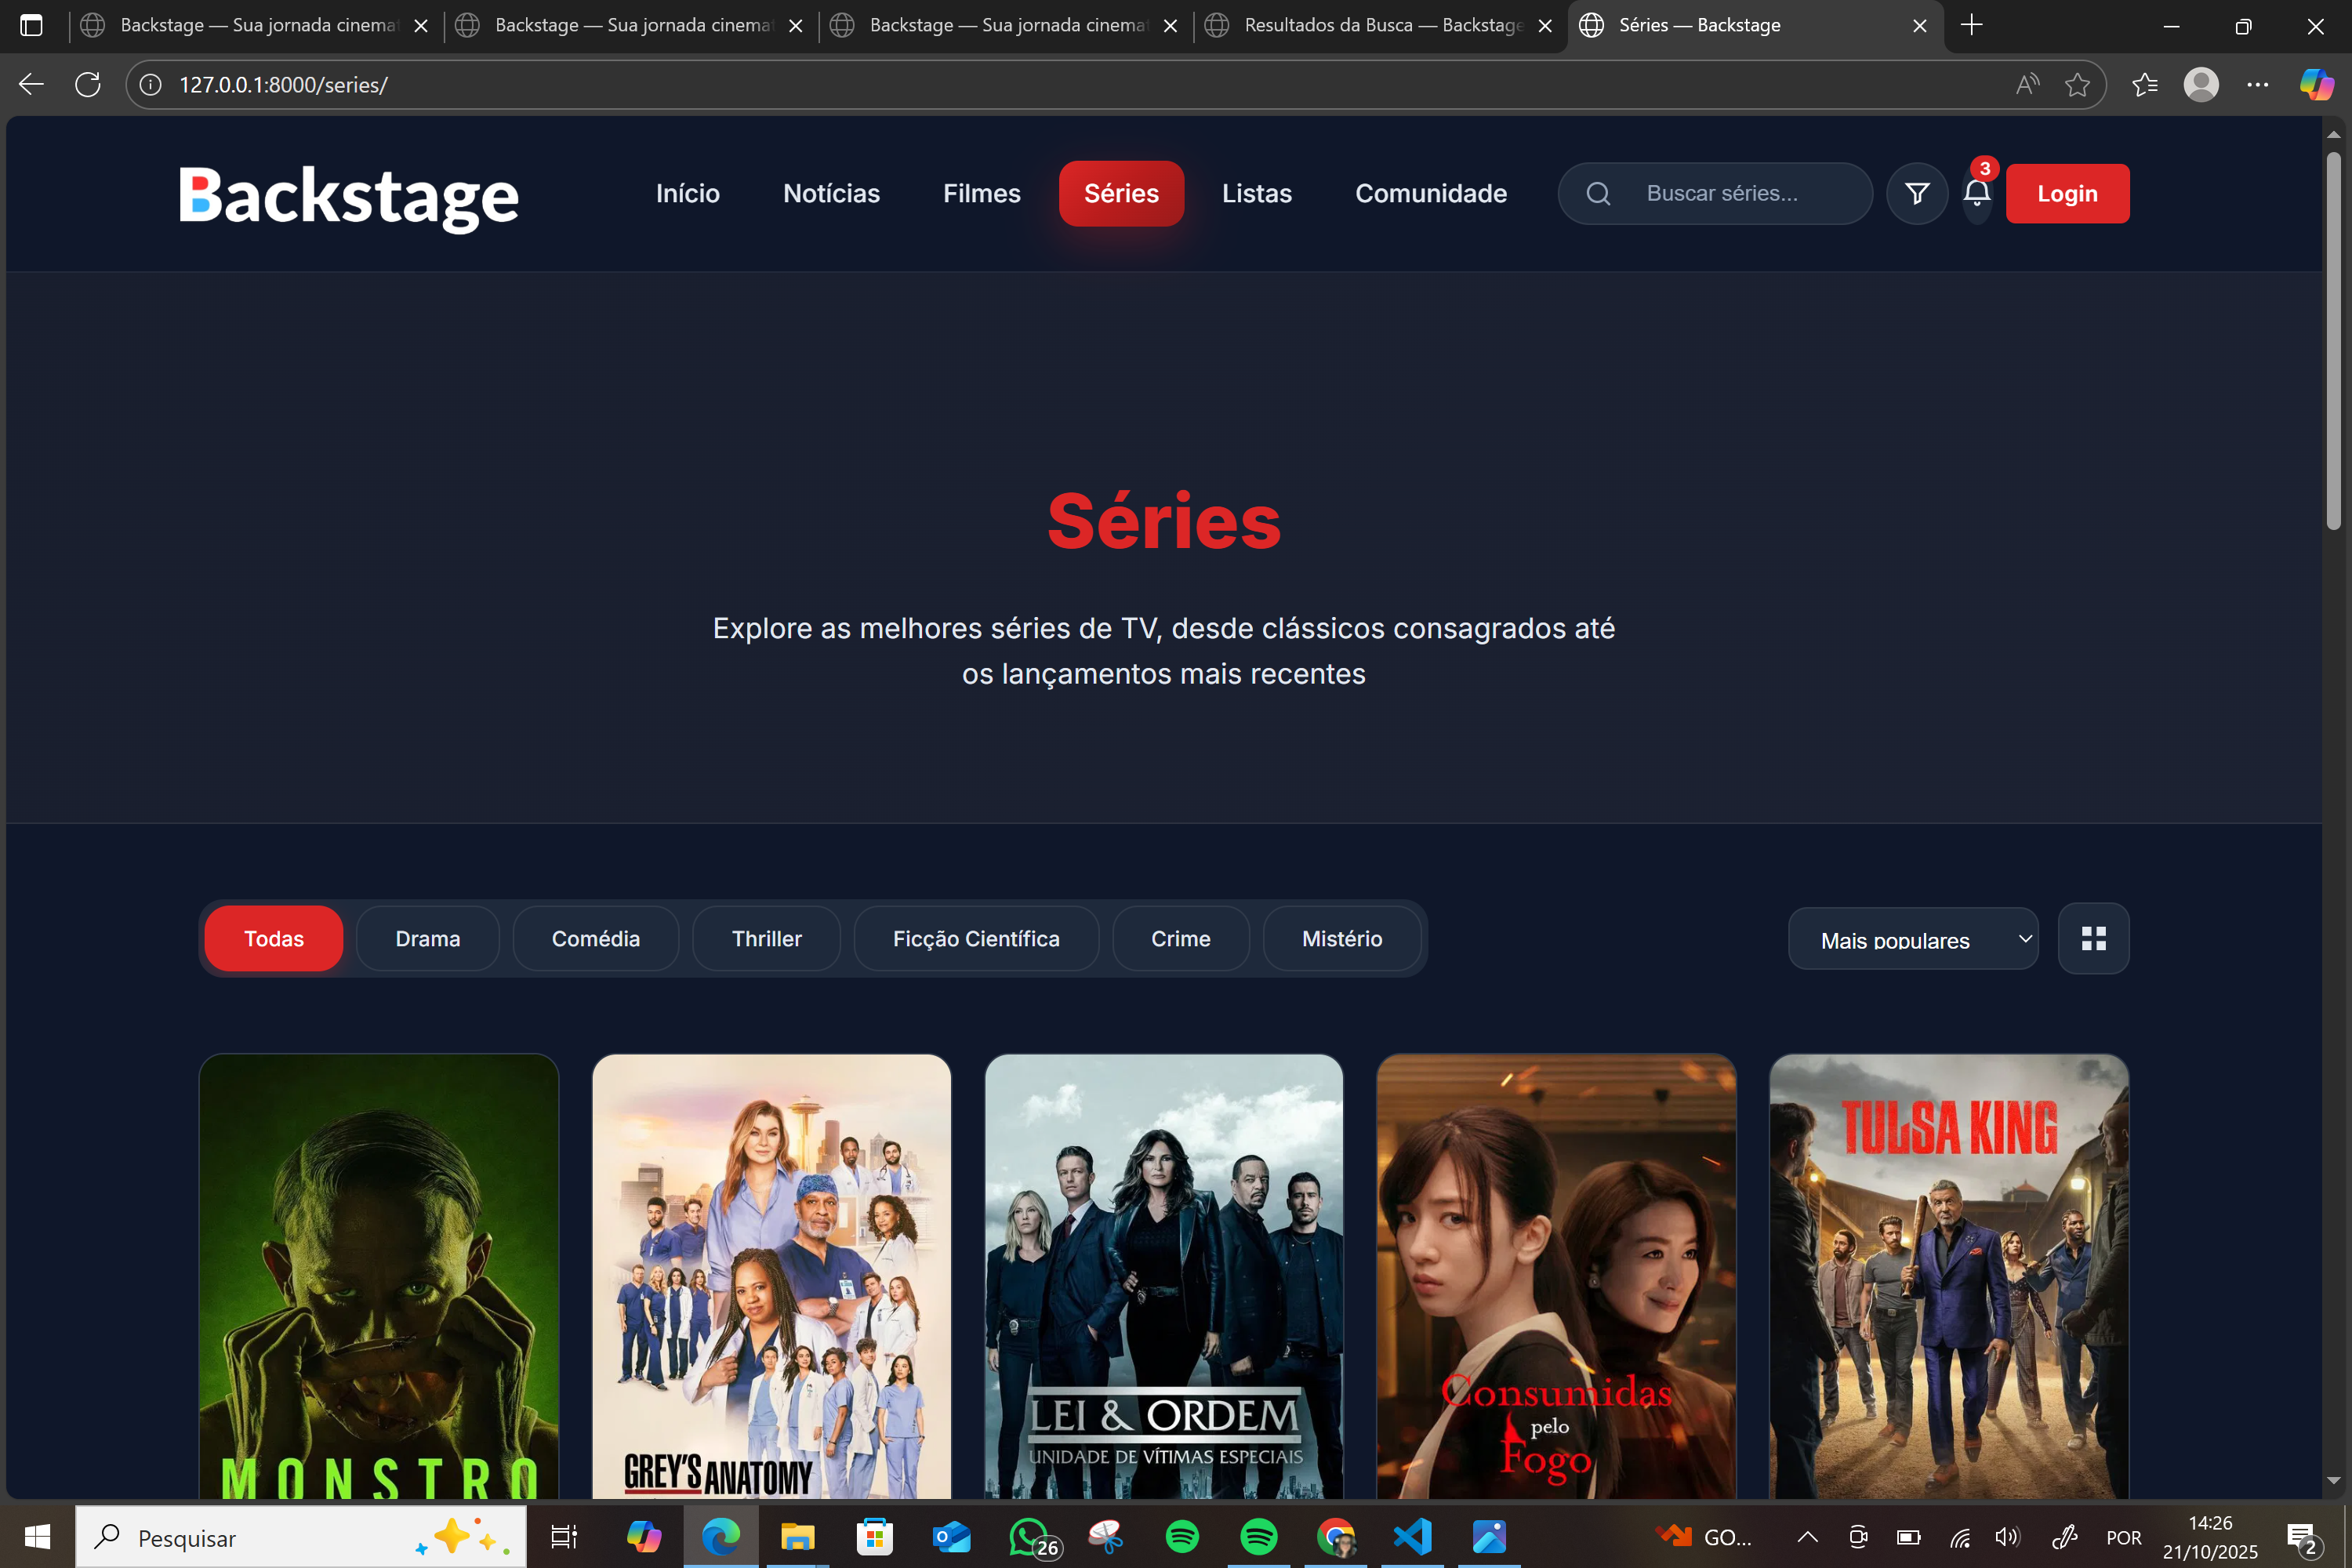 Backstage — Sua jornada cinemat
Backstage — Sua jornada cinemat
Backstage — Sua jornada cinemat
Resultados da Busca — Backstage
Séries — Backstage
127.0.0.1:8000/series/
Backstage
Início
Notícias
Filmes
Séries
Listas
Comunidade
Buscar séries...
3
Login
Séries
Explore as melhores séries de TV, desde clássicos consagrados até
os lançamentos mais recentes
Todas
Drama
Comédia
Thriller
Ficção Científica
Crime
Mistério
Mais populares
MONSTRO
GREY'S ANATOMY
LEI & ORDEM
UNIDADE DE VÍTIMAS ESPECIAIS
Consumidas
pelo
Fogo
TULSA KING
Pesquisar
26
GO...
POR
14:26
21/10/2025
2